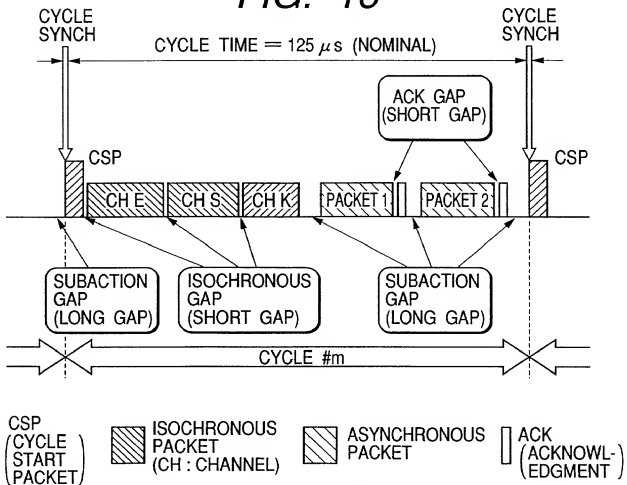 CYCLE
SYNCH
CYCLE TIME = 125 μs (NOMINAL)
CYCLE
SYNCH
ACK GAP
(SHORT GAP)
CSP
CH E
CH S
CH K
PACKET 1
PACKET 2
CSP
SUBACTION
GAP
(LONG GAP)
ISOCHRONOUS
GAP
(SHORT GAP)
SUBACTION
GAP
(LONG GAP)
CYCLE #m
CSP
(CYCLE
START
PACKET)
ISOCHRONOUS
PACKET
(CH : CHANNEL)
ASYNCHRONOUS
PACKET
ACK
(ACKNOWL-
EDGMENT)